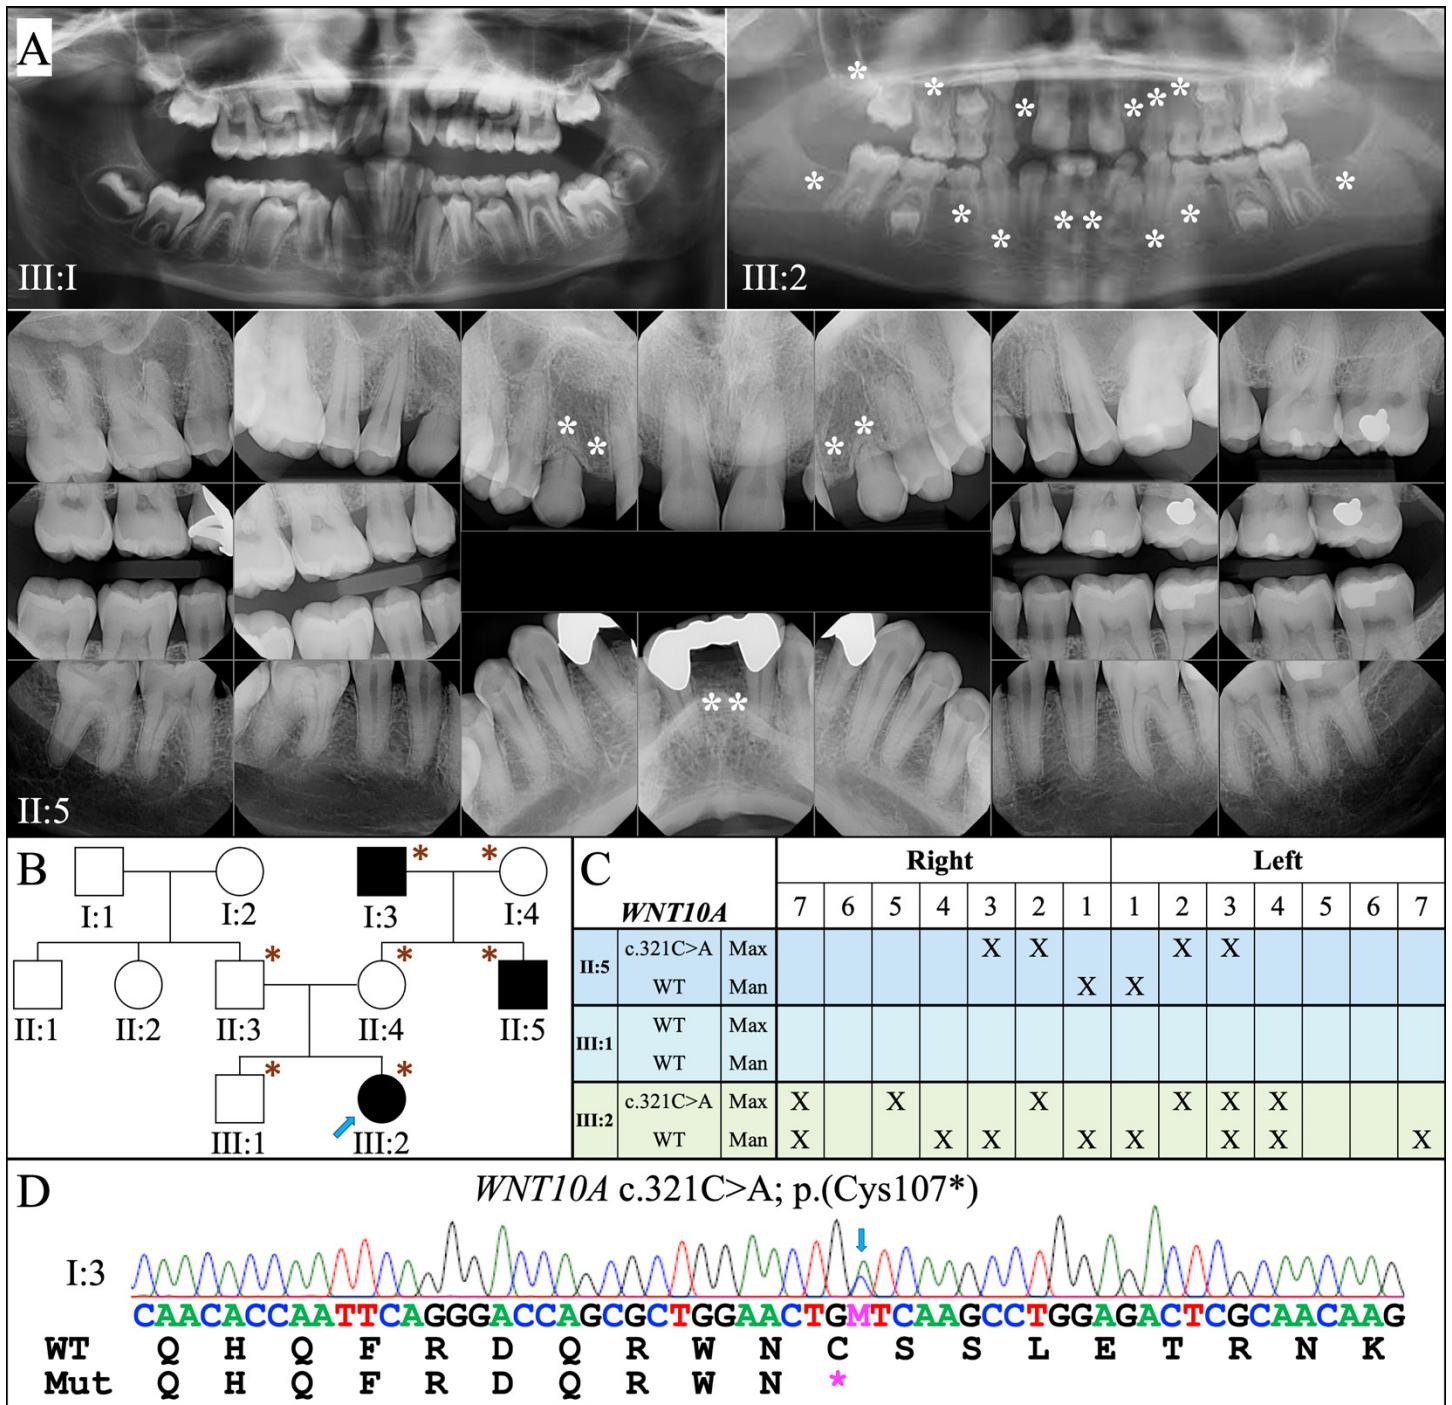 A
III:I
III:2
* * * * * * *
* *
* * * * * *
* * * *
* *
II:5
B
* *
I:1 I:2 I:3 I:4
* * *
II:1 II:2 II:3 II:4 II:5
* *
III:1 III:2
C
Right Left
WNT10A 7 6 5 4 3 2 1 1 2 3 4 5 6 7
II:5 c.321C>A Max X X X X
WT Man X X
III:1 WT Max
WT Man
III:2 c.321C>A Max X X X X X X
WT Man X X X X X X X X
D
WNT10A c.321C>A; p.(Cys107*)
I:3
CAACACCAATTCAGGGACCAGCGCTGGAACTGMTCAAGCCTGGAGACTCGCAACAAG
WT Q H Q F R D Q R W N C S S L E T R N K
Mut Q H Q F R D Q R W N *